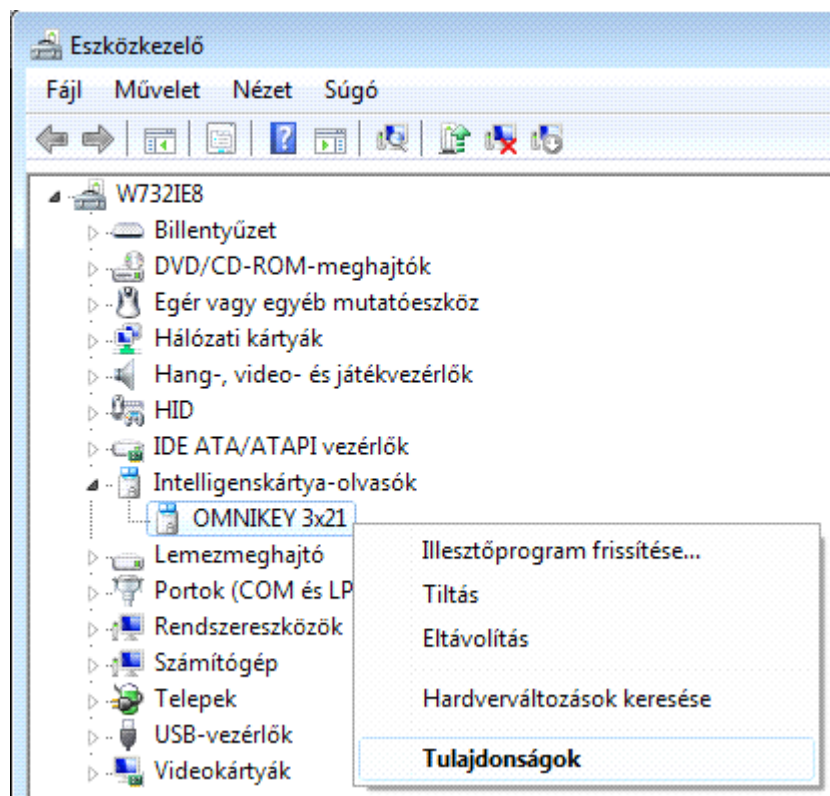 Eszközkezelő
Fájl Művelet Nézet Súgó
W732IE8
Billentyűzet
DVD/CD-ROM-meghajtók
Egér vagy egyéb mutatóeszköz
Hálózati kártyák
Hang-, video- és játékvezérlők
HID
IDE ATA/ATAPI vezérlők
Intelligenskártya-olvasók
OMNIKEY 3x21
Lemezmeghajtó
Portok (COM és LP
Rendszereszközök
Számítógép
Telepek
USB-vezérlők
Videokártyák
Illesztőprogram frissítése...
Tiltás
Eltávolítás
Hardverváltozások keresése
Tulajdonságok